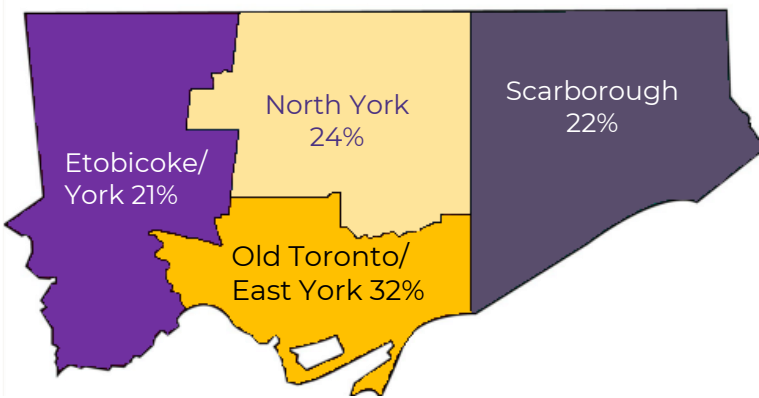 North York
24%
Scarborough
22%
Etobicoke/
York 21%
Old Toronto/
East York 32%